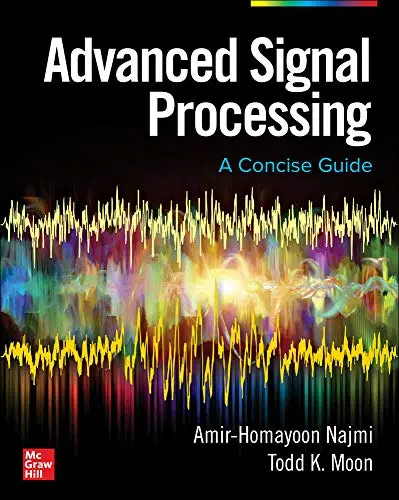 Advanced Signal
Processing
A Concise Guide
Amir-Homayoon Najmi
Todd K. Moon
Mc
Graw
Hill